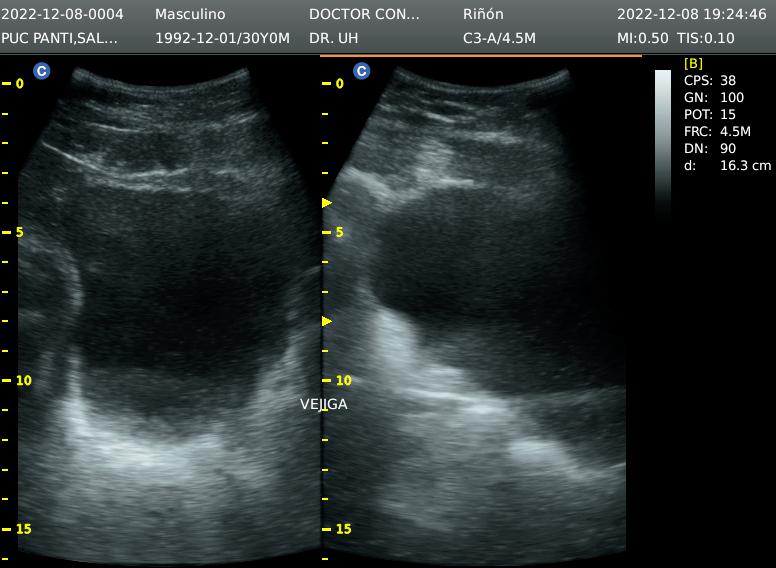 2022-12-08-0004 Masculino DOCTOR CON... Riñón 2022-12-08 19:24:46
PUC PANTI,SAL... 1992-12-01/30Y0M DR. UH C3-A/4.5M MI:0.50 TIS:0.10
C C [B]
0 0 CPS: 38
GN: 100
POT: 15
FRC: 4.5M
DN: 90
d: 16.3 cm
5 5
10 10
VEJIGA
15 15